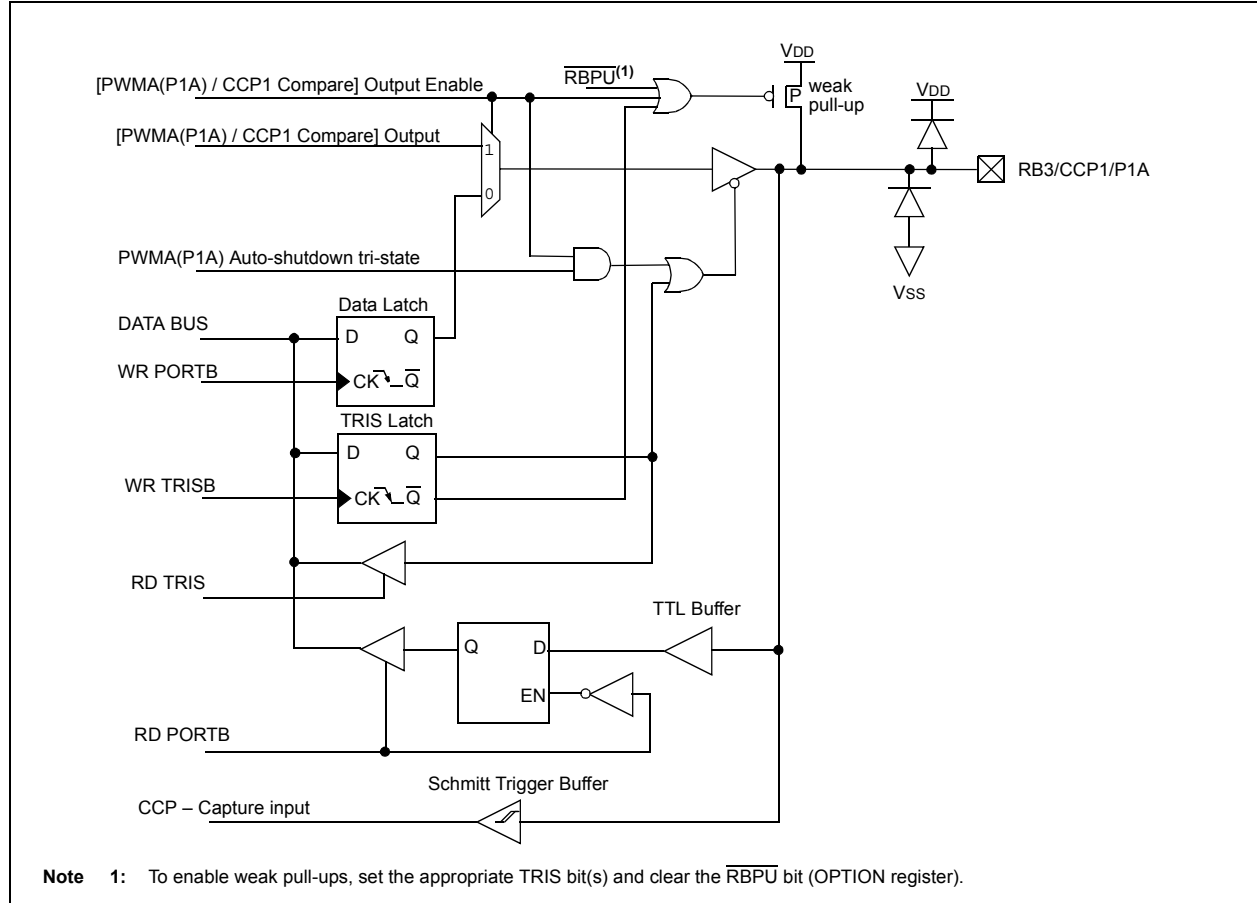 VDD
[PWMA(P1A) / CCP1 Compare] Output Enable
RBPU(1)
weak
pull-up
P
VDD
[PWMA(P1A) / CCP1 Compare] Output
1
0
RB3/CCP1/P1A
PWMA(P1A) Auto-shutdown tri-state
VSS
Data Latch
DATA BUS
D Q
WR PORTB
CK Q
TRIS Latch
D Q
WR TRISB
CK Q
RD TRIS
TTL Buffer
Q D
EN
RD PORTB
Schmitt Trigger Buffer
CCP – Capture input
Note 1: To enable weak pull-ups, set the appropriate TRIS bit(s) and clear the RBPU bit (OPTION register).